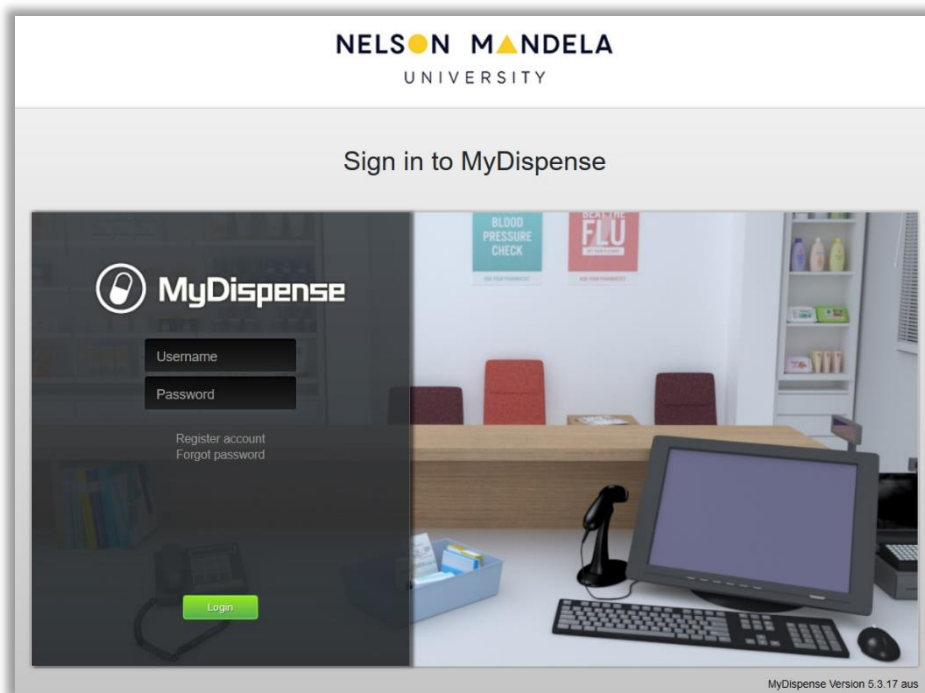 NELSON MANDELA
UNIVERSITY
Sign in to MyDispense
BLOOD
PRESSURE
CHECK
FLU
MyDispense
Username
Password
Register account
Forgot password
Login
MyDispense Version 5.3.17 aus